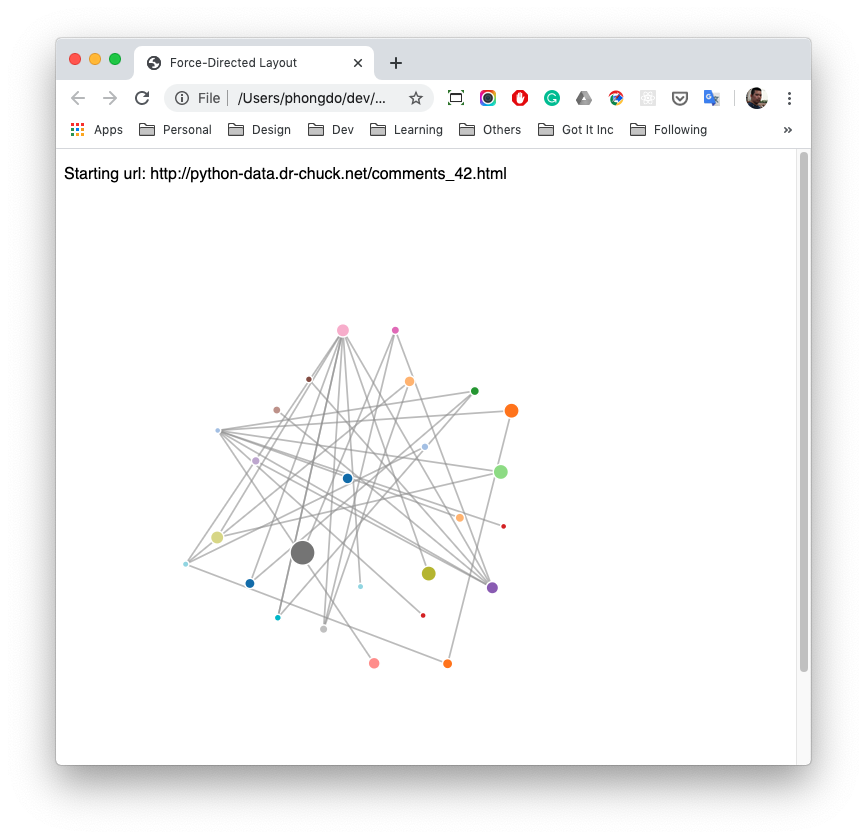 Force-Directed Layout
File /Users/phongdo/dev/...
Apps Personal Design Dev Learning Others Got It Inc Following »
Starting url: http://python-data.dr-chuck.net/comments_42.html